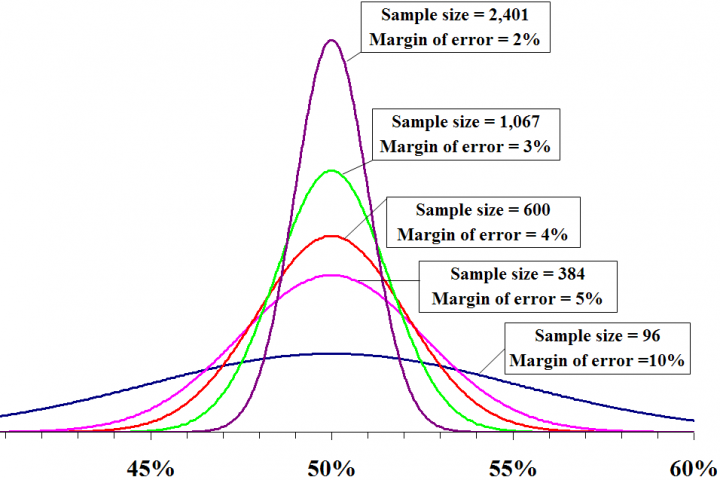 Sample size = 2,401
Margin of error = 2%
Sample size = 1,067
Margin of error = 3%
Sample size = 600
Margin of error = 4%
Sample size = 384
Margin of error = 5%
Sample size = 96
Margin of error =10%
45%
50%
55%
60%